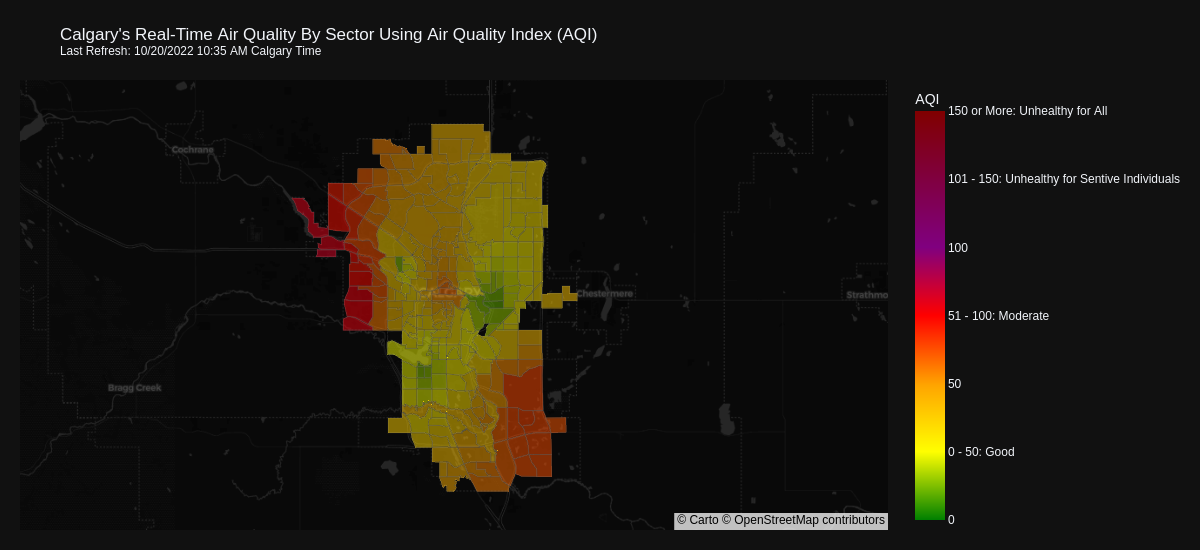 Calgary's Real-Time Air Quality By Sector Using Air Quality Index (AQI)
Last Refresh: 10/20/2022 10:35 AM Calgary Time
AQI
150 or More: Unhealthy for All
Cochrane
101 - 150: Unhealthy for Sentive Individuals
100
Chestermere
Strathmo
51 - 100: Moderate
Bragg Creek
50
0 - 50: Good
0
© Carto © OpenStreetMap contributors